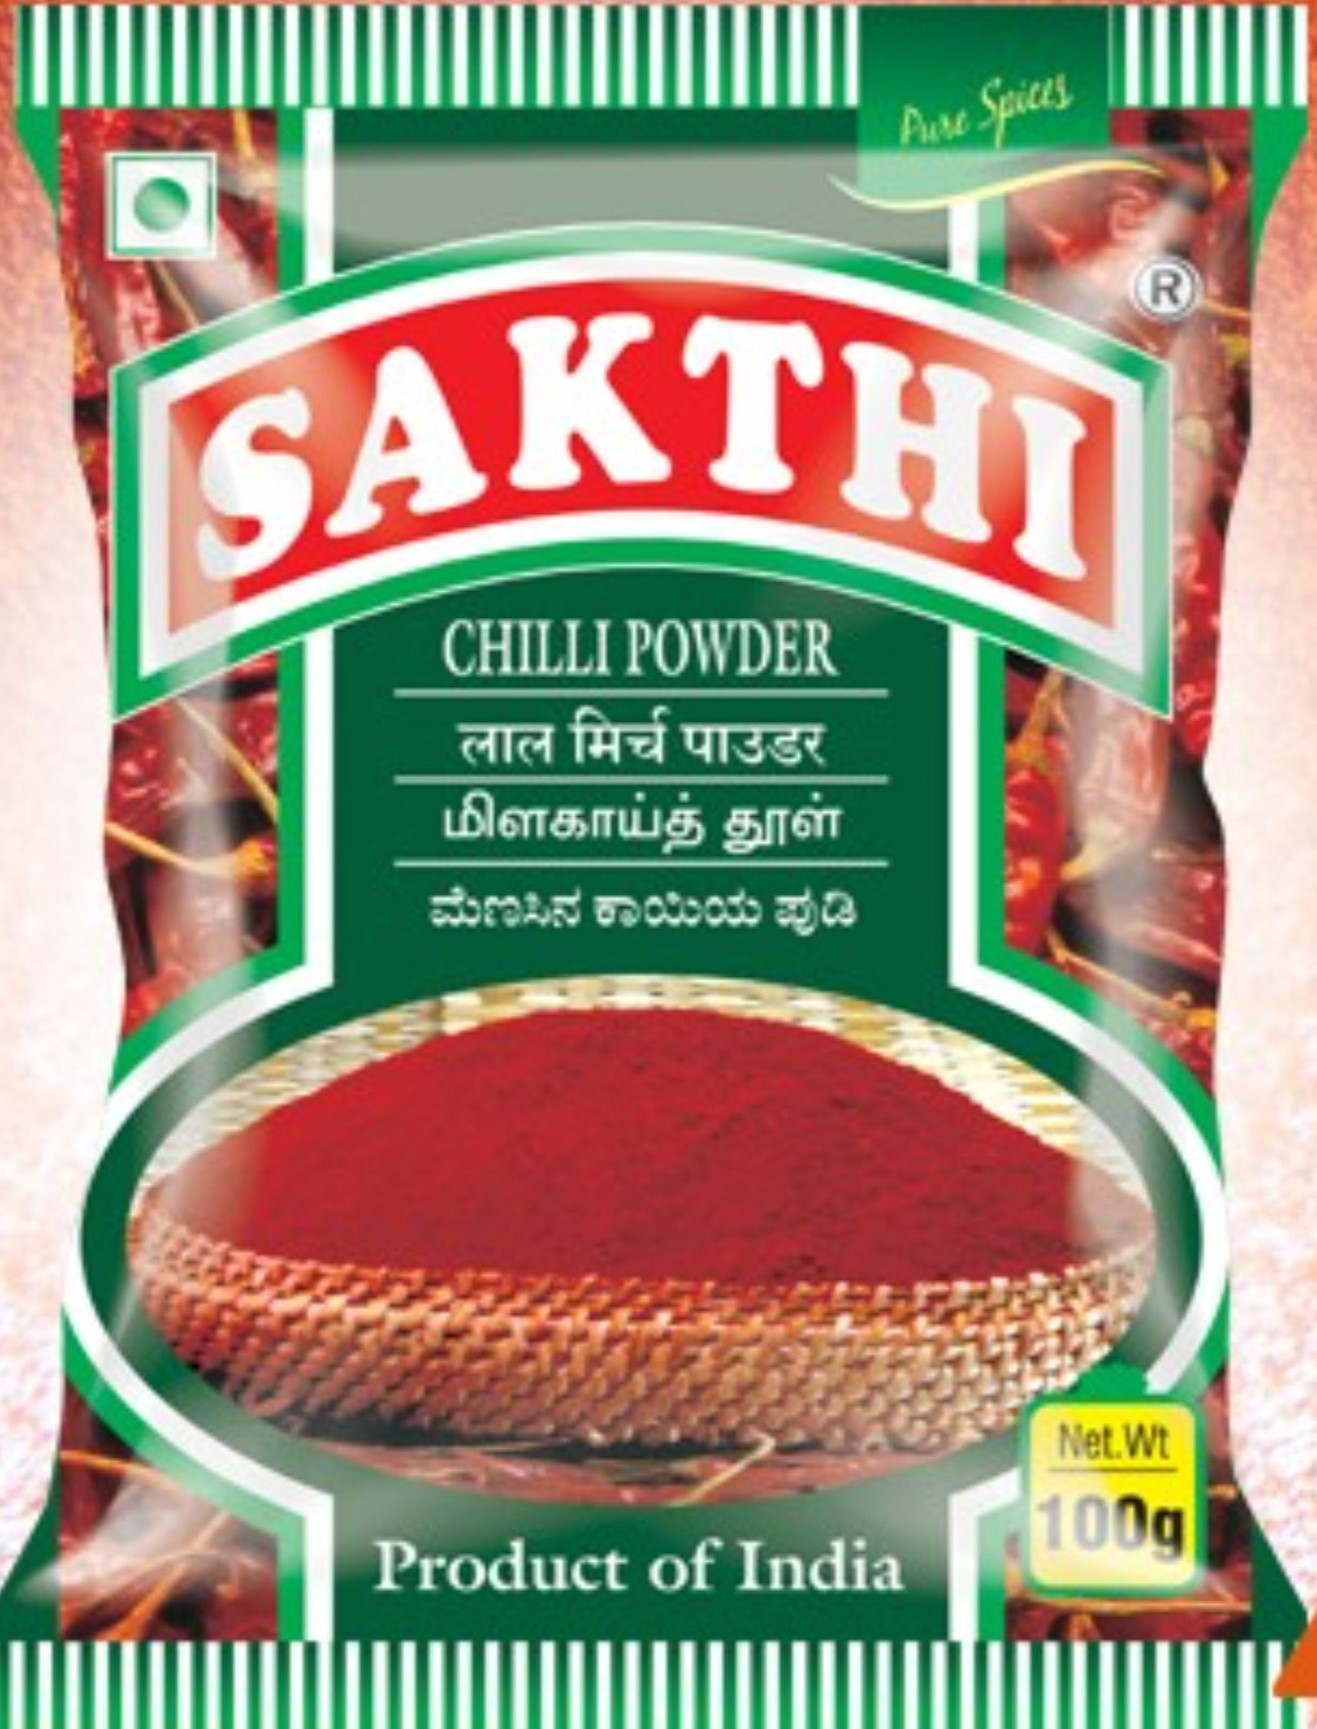 Pure Spices
®
SAKTHI
CHILLI POWDER
लाल मिर्च पाउडर
மிளகாய்த் தூள்
ಮೆಣಸಿನ ಕಾಯಿಯ ಪುಡಿ
Net.Wt
100g
Product of India